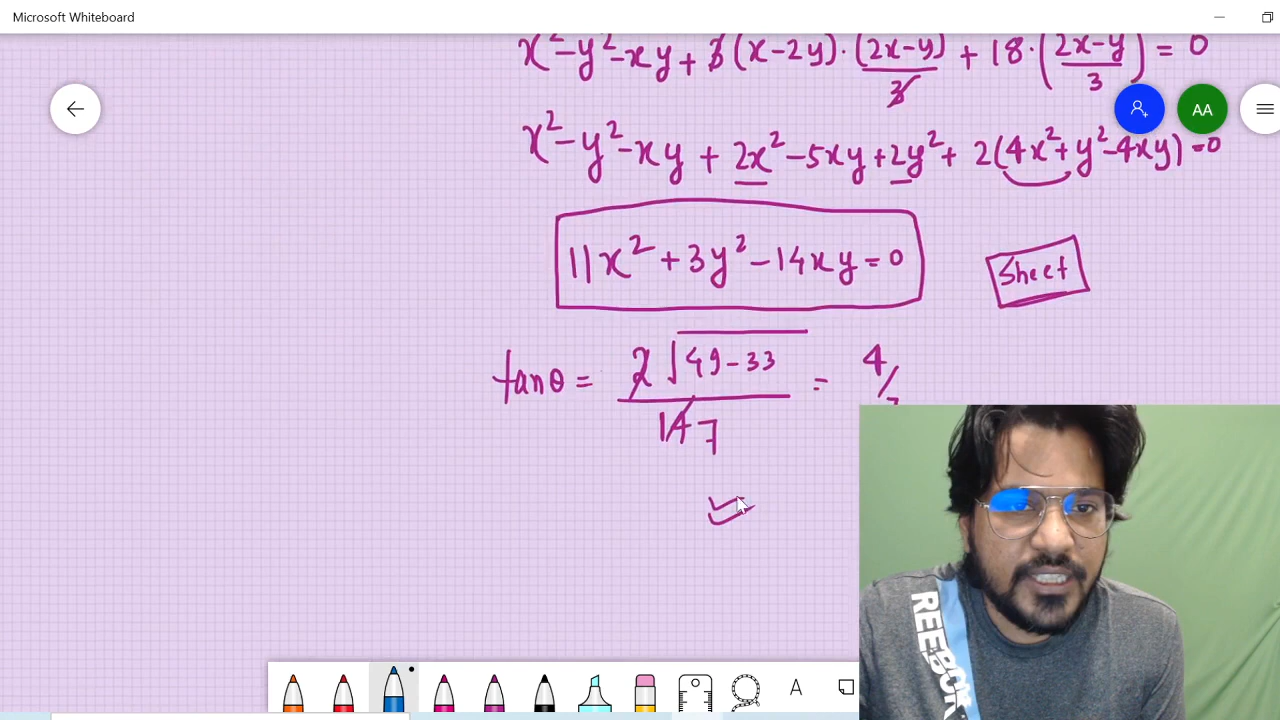 Microsoft Whiteboard
x²-y²-xy+3(x-2y)·(2x-y)/3+18·(2x-y/3)=0
AA
x²-y²-xy+2x²-5xy+2y²+2(4x²+y²-4xy)=0
11x²+3y²-14xy=0
Sheet
tanθ=2√49-33/14 7=4/7
REEBOK
A